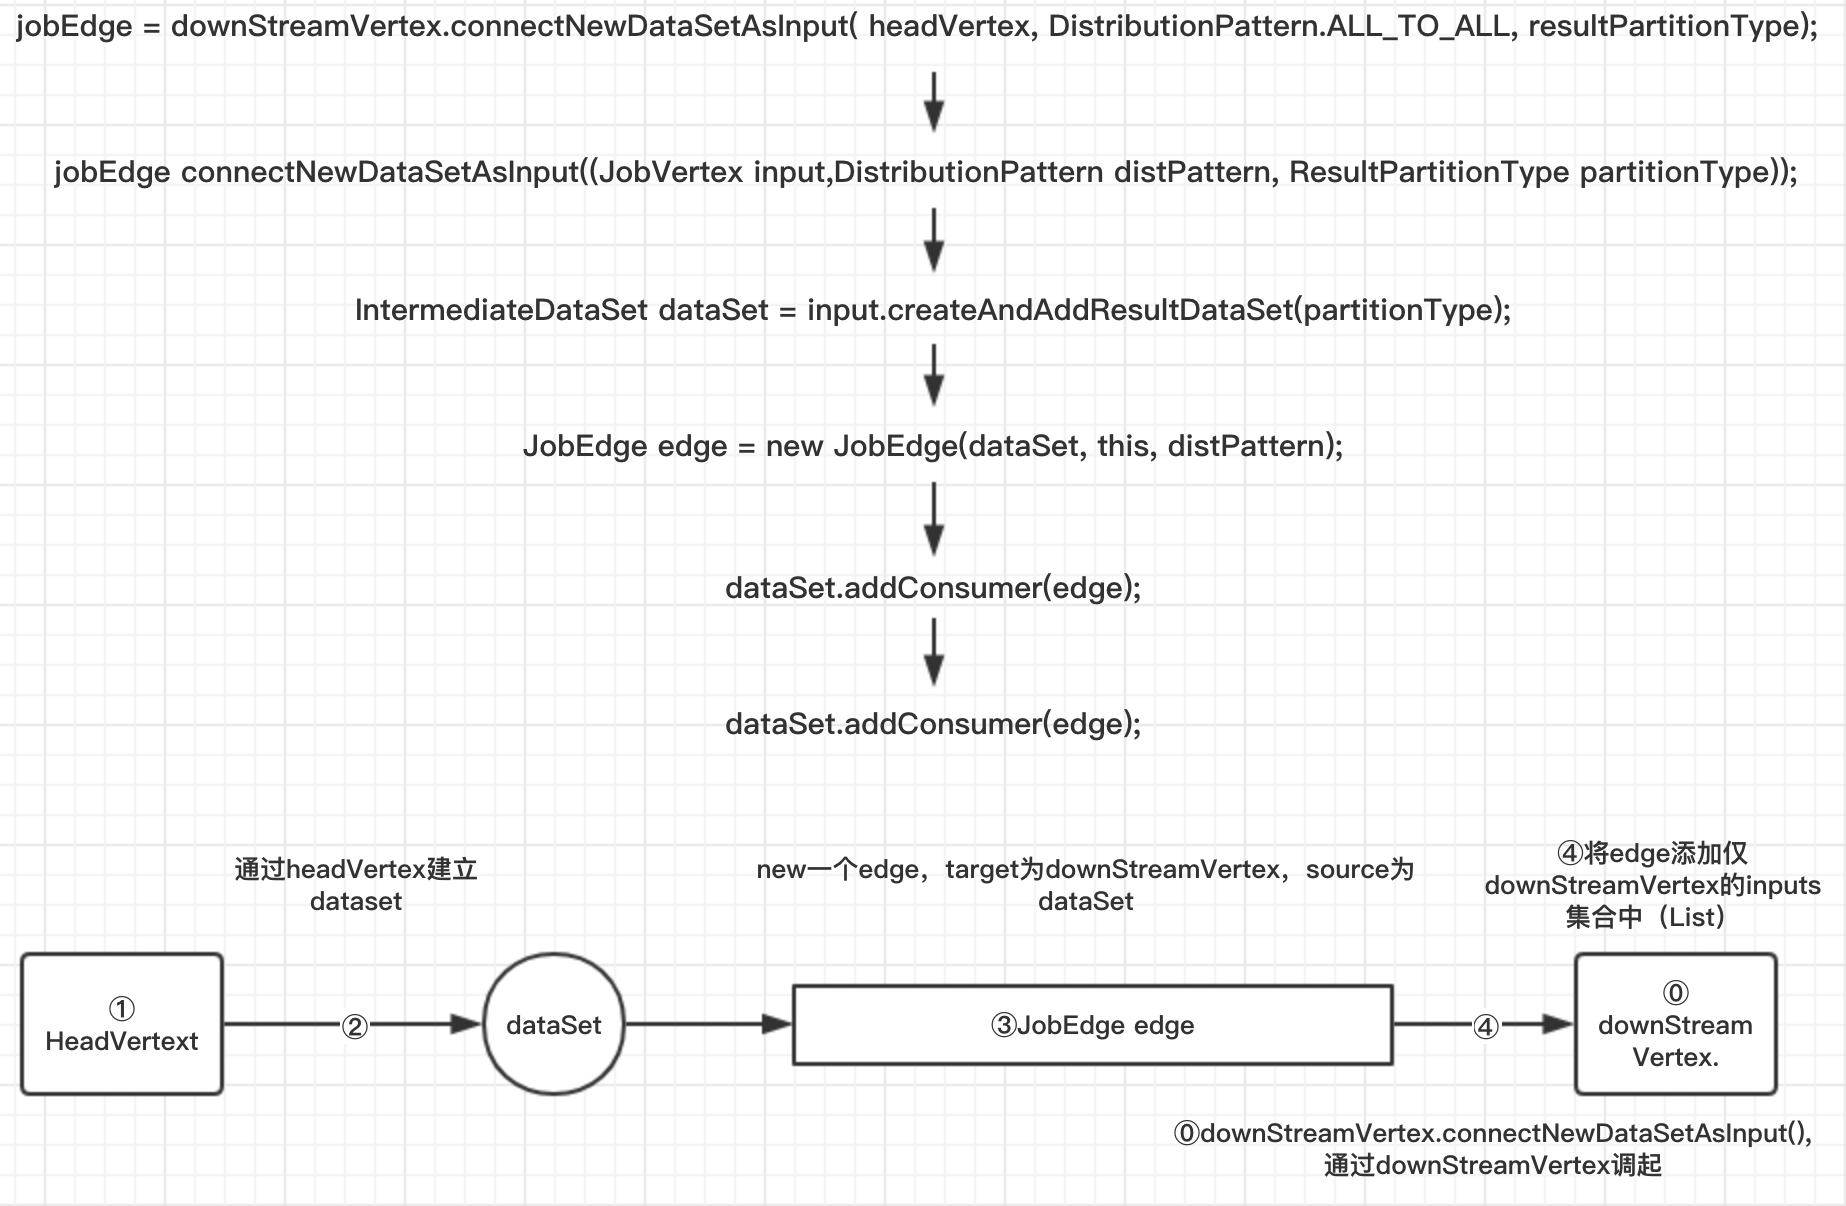 jobEdge = downStreamVertex.connectNewDataSetAsInput( headVertex, DistributionPattern.ALL_TO_ALL, resultPartitionType);
jobEdge connectNewDataSetAsInput((JobVertex input,DistributionPattern distPattern, ResultPartitionType partitionType));
IntermediateDataSet dataSet = input.createAndAddResultDataSet(partitionType);
JobEdge edge = new JobEdge(dataSet, this, distPattern);
dataSet.addConsumer(edge);
dataSet.addConsumer(edge);
通过headVertex建立
dataset
new一个edge，target为downStreamVertex，source为
dataSet
④将edge添加仅
downStreamVertex的inputs
集合中（List）
①
HeadVertext
②
dataSet
③JobEdge edge
④
⓪
downStream
Vertex.
⓪downStreamVertex.connectNewDataSetAsInput(),
通过downStreamVertex调起